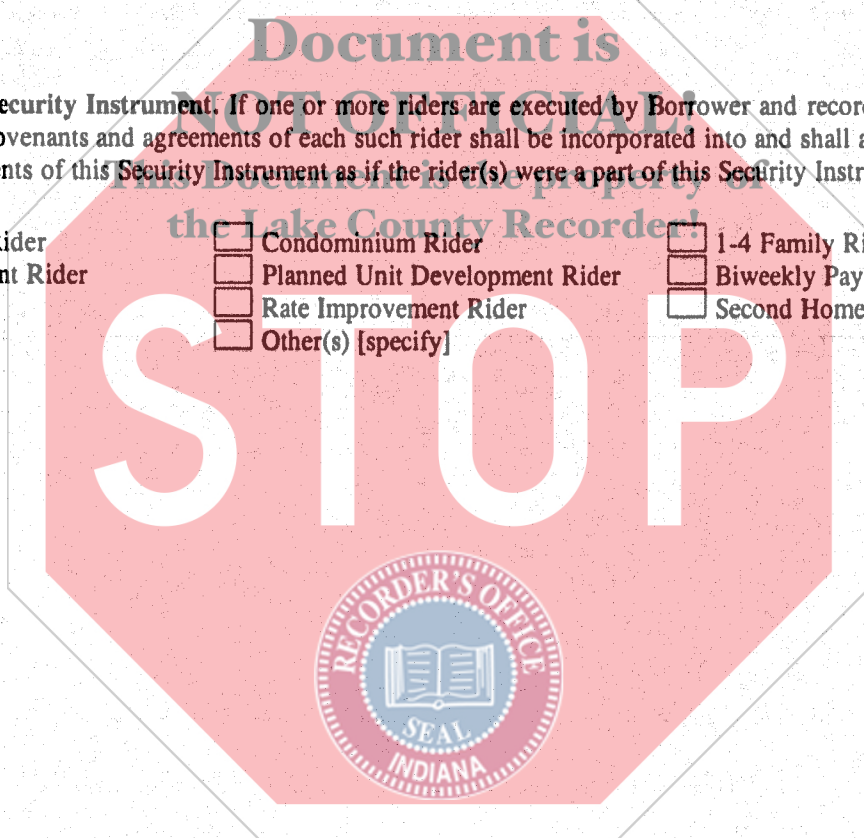 Document is
NOT OFFICIAL!
ecurity Instrument. If one or more riders are executed by Borrower and recor
ovenants and agreements of each such rider shall be incorporated into and shall a
nts of this Security Instrument as if the rider(s) were a part of this Security Instr
This Document is the property of
the Lake County Recorder!
ider Condominium Rider 1-4 Family Ri
nt Rider Planned Unit Development Rider Biweekly Pay
Rate Improvement Rider Second Home
Other(s) [specify]
STOP
RECORDER'S OFFICE
SEAL
INDIANA